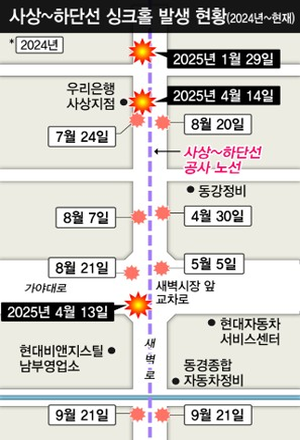 사상~하단선 싱크홀 발생 현황(2024년~현재)
*2024년
2025년 1월 29일
우리은행
사상지점
2025년 4월 14일
7월 24일
8월 20일
사상~하단선
공사 노선
동강정비
8월 7일
4월 30일
8월 21일
5월 5일
가야대로
새벽시장 앞
교차로
2025년 4월 13일
새벽로
현대자동차
서비스센터
현대비앤지스틸
남부영업소
동경종합
자동차정비
9월 21일
9월 21일